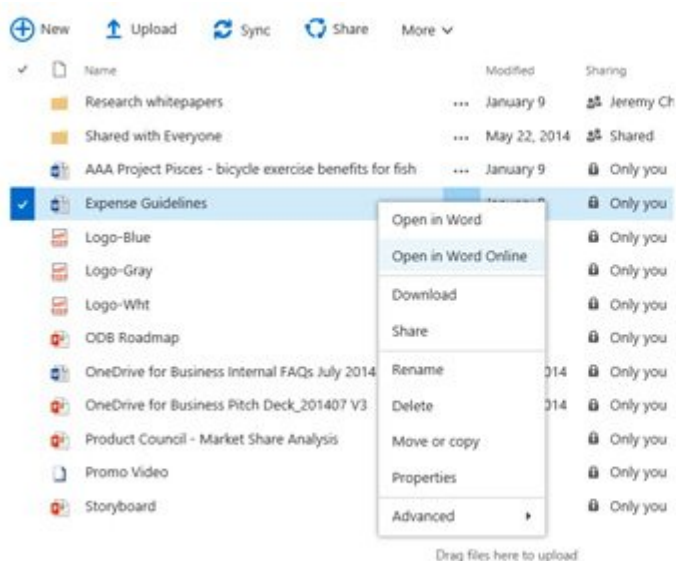 New Upload Sync Share More
Name Modified Sharing
Research whitepapers ... January 9 Jeremy Ch
Shared with Everyone ... May 22, 2014 Shared
AAA Project Pisces - bicycle exercise benefits for fish ... January 9 Only you
Expense Guidelines Only you
Open in Word
Logo-Blue Only you
Open in Word Online
Logo-Gray Only you
Download
Logo-Wht Only you
Share
ODB Roadmap Only you
Rename
OneDrive for Business Internal FAQs July 2014 014 Only you
Delete
OneDrive for Business Pitch Deck_201407 V3 014 Only you
Move or copy
Product Council - Market Share Analysis Only you
Properties
Promo Video Only you
Storyboard Only you
Advanced
Drag files here to upload